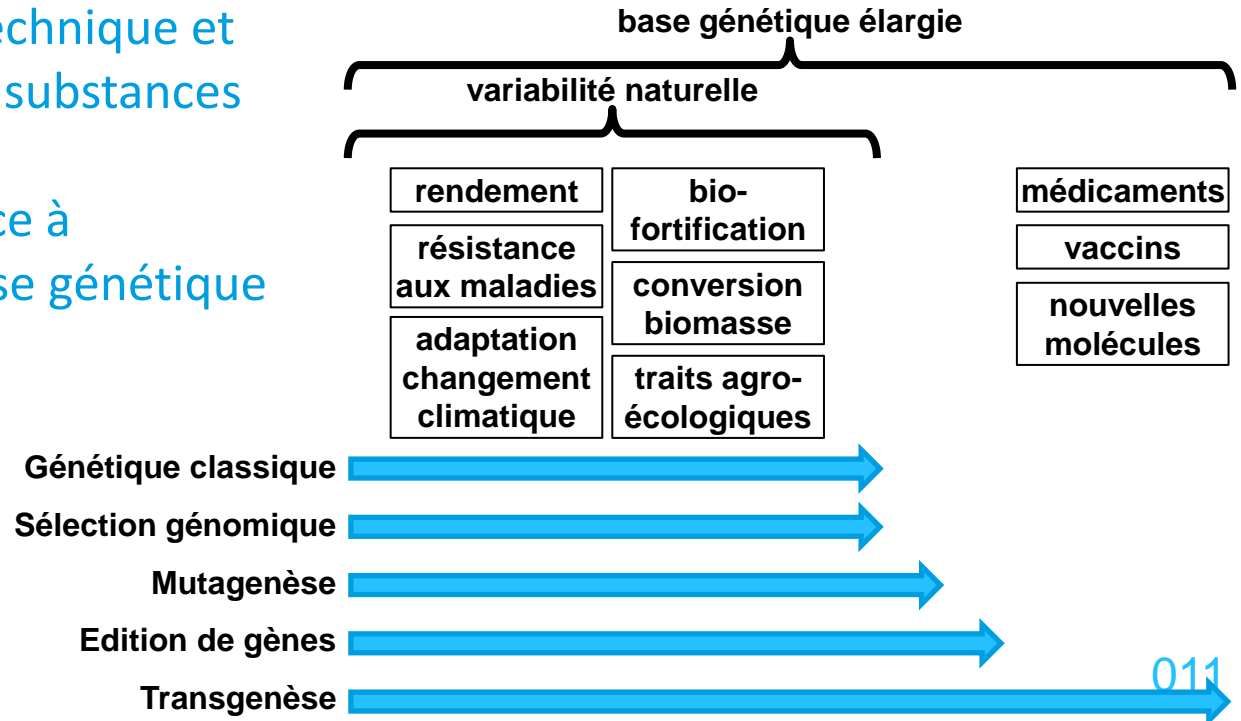 echnique et
substances
ce à
se génétique
base génétique élargie
variabilité naturelle
rendement
résistance
aux maladies
adaptation
changement
climatique
bio-
fortification
conversion
biomasse
traits agro-
écologiques
médicaments
vaccins
nouvelles
molécules
Génétique classique
Sélection génomique
Mutagenèse
Edition de gènes
Transgenèse
011